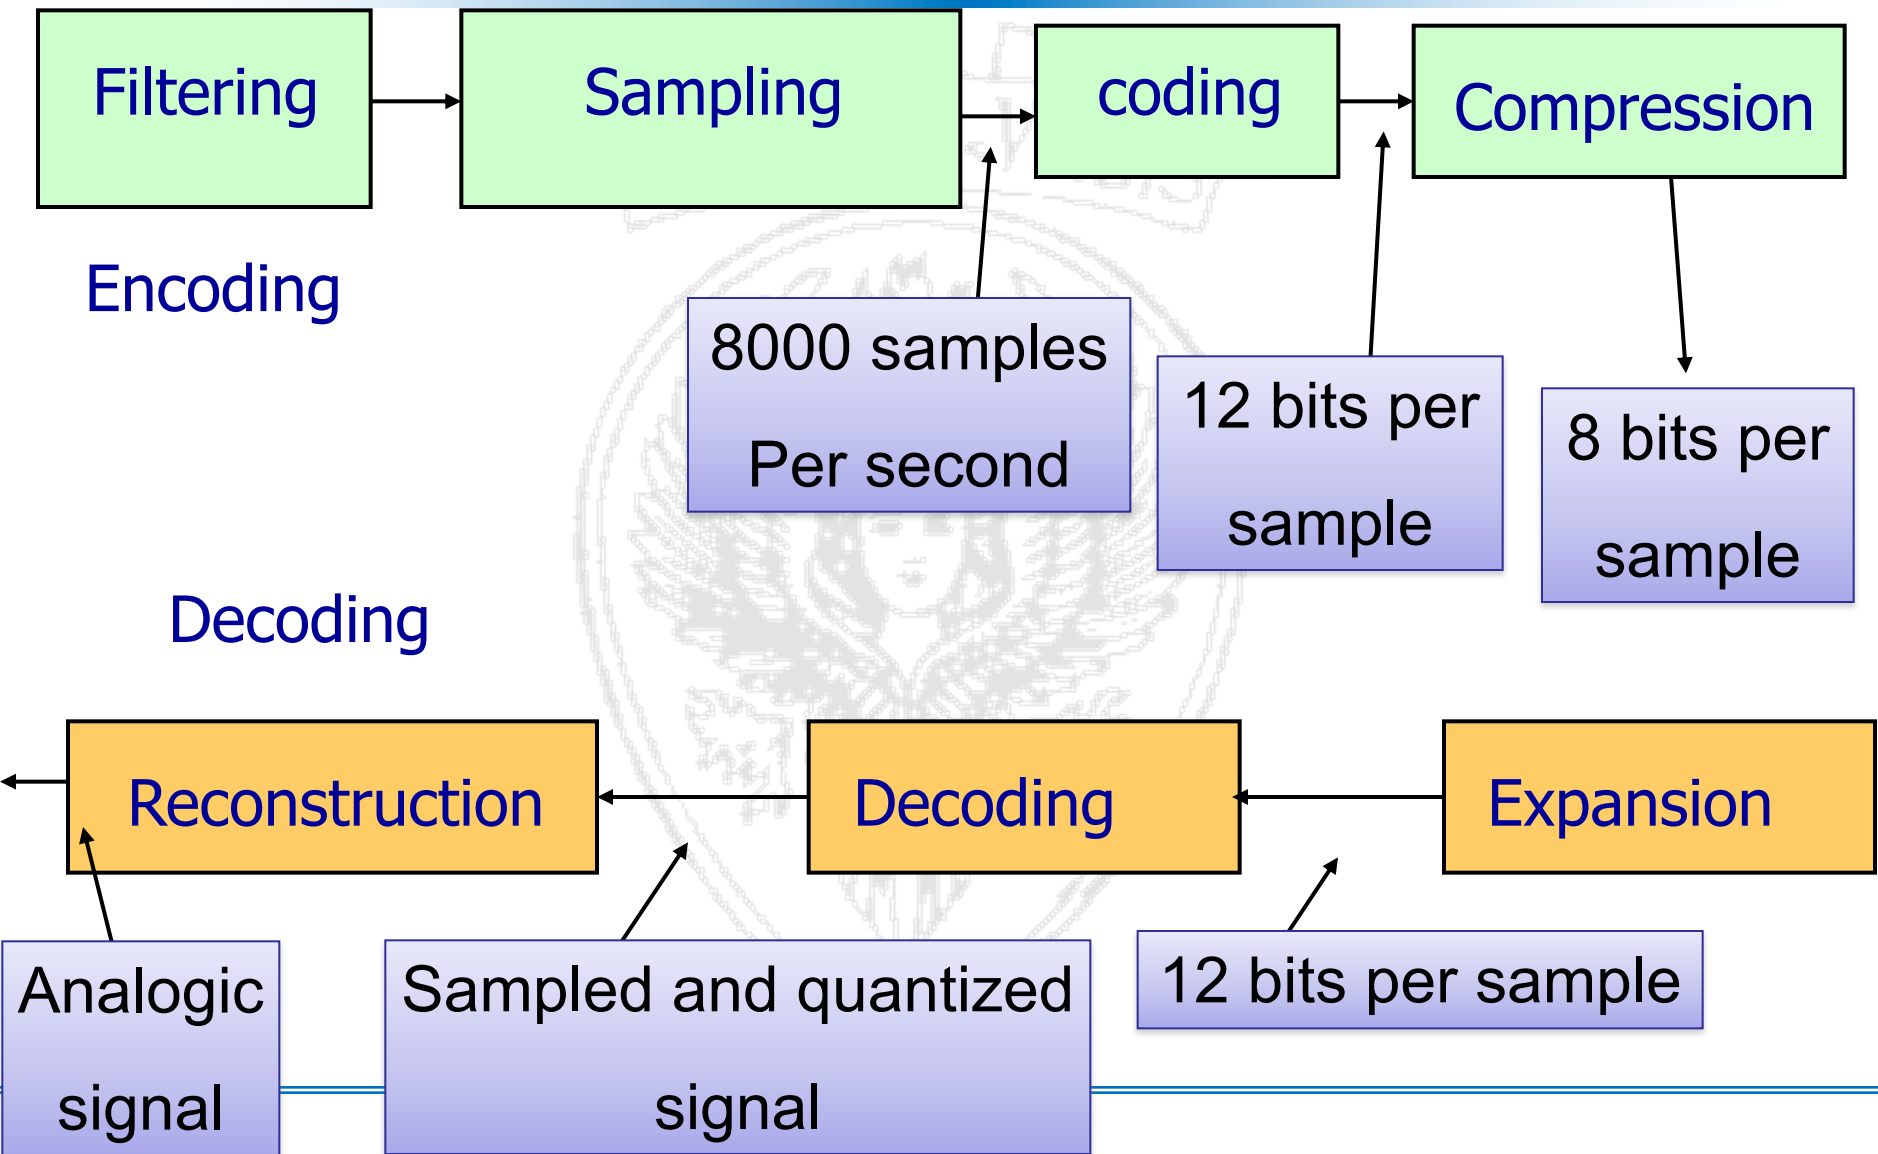 Filtering
Sampling
coding
Compression
Encoding
8000 samples
Per second
12 bits per
sample
8 bits per
sample
Decoding
Reconstruction
Decoding
Expansion
Analogic
signal
Sampled and quantized
signal
12 bits per sample